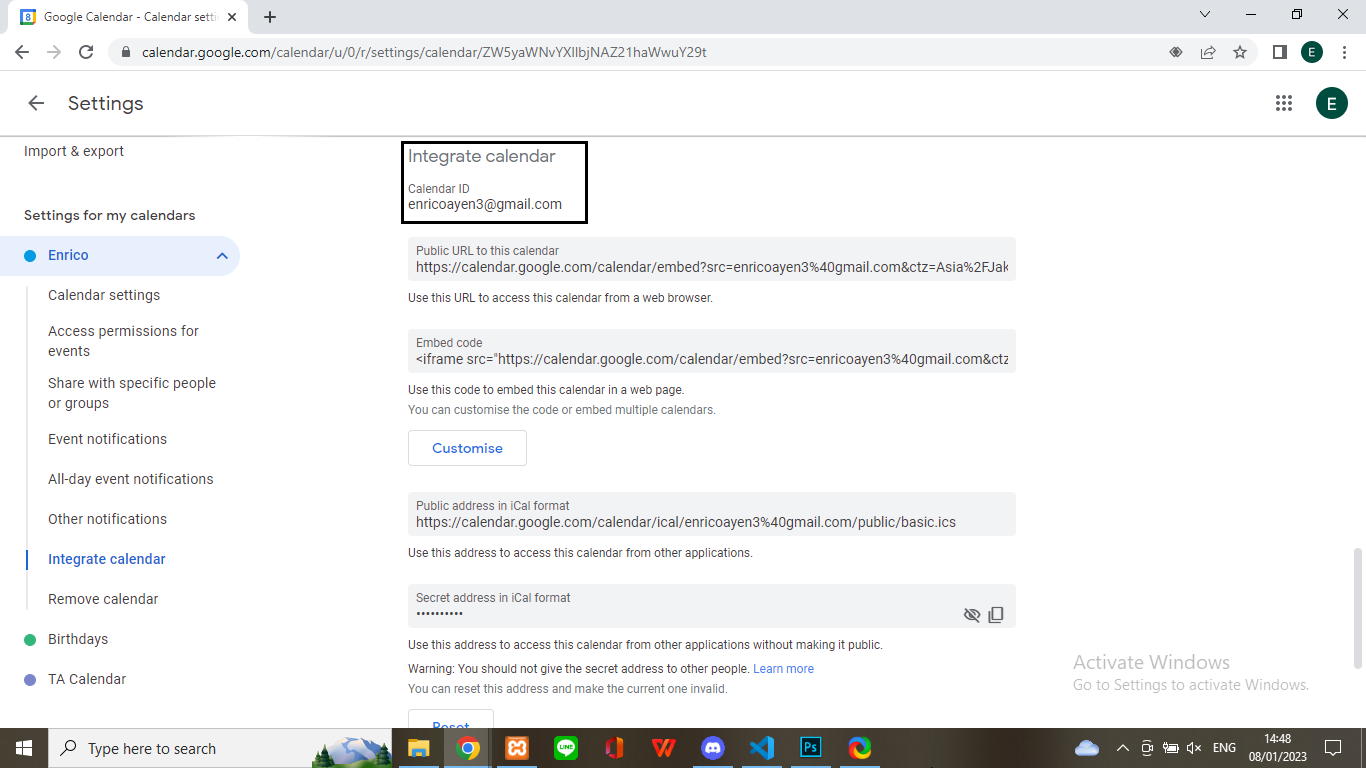 Google Calendar - Calendar setti
calendar.google.com/calendar/u/0/r/settings/calendar/ZW5yaWNvYXllbjNAZ21haWwuY29t
E
Settings
E
Import & export
Settings for my calendars
Enrico
Calendar settings
Access permissions for
events
Share with specific people
or groups
Event notifications
All-day event notifications
Other notifications
Integrate calendar
Remove calendar
Birthdays
TA Calendar
Integrate calendar
Calendar ID
enricoayen3@gmail.com
Public URL to this calendar
https://calendar.google.com/calendar/embed?src=enricoayen3%40gmail.com&ctz=Asia%2FJak
Use this URL to access this calendar from a web browser.
Embed code
<iframe src="https://calendar.google.com/calendar/embed?src=enricoayen3%40gmail.com&ctz
Use this code to embed this calendar in a web page.
You can customise the code or embed multiple calendars.
Customise
Public address in iCal format
https://calendar.google.com/calendar/ical/enricoayen3%40gmail.com/public/basic.ics
Use this address to access this calendar from other applications.
Secret address in iCal format
••••••••••
Use this address to access this calendar from other applications without making it public.
Warning: You should not give the secret address to other people. Learn more
You can reset this address and make the current one invalid.
Reset
Activate Windows
Go to Settings to activate Windows.
Type here to search
LINE
Ps
ENG
14:48
08/01/2023